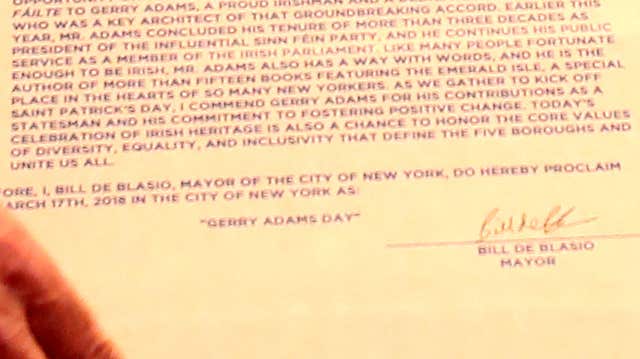 FÁILTE TO GERRY ADAMS, A PROUD IRISHMAN AND A
WHO WAS A KEY ARCHITECT OF THAT GROUNDBREAKING ACCORD. EARLIER THIS
YEAR, MR. ADAMS CONCLUDED HIS TENURE OF MORE THAN THREE DECADES AS
PRESIDENT OF THE INFLUENTIAL SINN FÉIN PARTY, AND HE CONTINUES HIS PUBLIC
SERVICE AS A MEMBER OF THE IRISH PARLIAMENT. LIKE MANY PEOPLE FORTUNATE
ENOUGH TO BE IRISH, MR. ADAMS ALSO HAS A WAY WITH WORDS, AND HE IS THE
AUTHOR OF MORE THAN FIFTEEN BOOKS FEATURING THE EMERALD ISLE, A SPECIAL
PLACE IN THE HEARTS OF SO MANY NEW YORKERS. AS WE GATHER TO KICK OFF
SAINT PATRICK'S DAY, I COMMEND GERRY ADAMS FOR HIS CONTRIBUTIONS AS A
STATESMAN AND HIS COMMITMENT TO FOSTERING POSITIVE CHANGE. TODAY'S
CELEBRATION OF IRISH HERITAGE IS ALSO A CHANCE TO HONOR THE CORE VALUES
OF DIVERSITY, EQUALITY, AND INCLUSIVITY THAT DEFINE THE FIVE BOROUGHS AND
UNITE US ALL.
ORE, I, BILL DE BLASIO, MAYOR OF THE CITY OF NEW YORK, DO HEREBY PROCLAIM
ARCH 17TH, 2018 IN THE CITY OF NEW YORK AS:
"GERRY ADAMS DAY"
BILL DE BLASIO
MAYOR